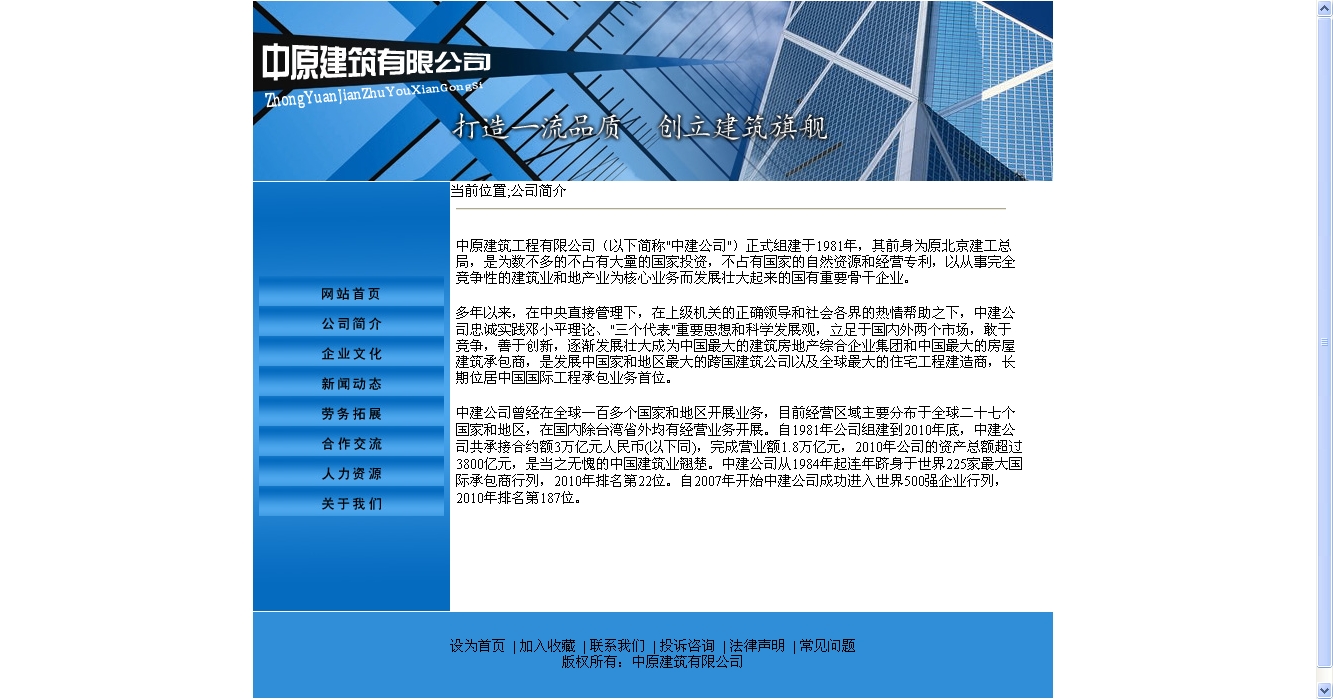 中原建筑有限公司
ZhongYuanJianZhuYouXianGongsi
打造一流品质 创立建筑旗舰
当前位置;公司简介
网站首页
公司简介
企业文化
新闻动态
劳务拓展
合作交流
人力资源
关于我们
中原建筑工程有限公司（以下简称"中建公司"）正式组建于1981年，其前身为原北京建工总
局，是为数不多的不占有大量的国家投资，不占有国家的自然资源和经营专利，以从事完全
竞争性的建筑业和地产业为核心业务而发展壮大起来的国有重要骨干企业。
多年以来，在中央直接管理下，在上级机关的正确领导和社会各界的热情帮助之下，中建公
司忠诚实践邓小平理论、"三个代表"重要思想和科学发展观，立足于国内外两个市场，敢于
竞争，善于创新，逐渐发展壮大成为中国最大的建筑房地产综合企业集团和中国最大的房屋
建筑承包商，是发展中国家和地区最大的跨国建筑公司以及全球最大的住宅工程建造商，长
期位居中国国际工程承包业务首位。
中建公司曾经在全球一百多个国家和地区开展业务，目前经营区域主要分布于全球二十七个
国家和地区，在国内除台湾省外均有经营业务开展。自1981年公司组建到2010年底，中建公
司共承接合约额3万亿元人民币(以下同)，完成营业额1.8万亿元，2010年公司的资产总额超过
3800亿元，是当之无愧的中国建筑业翘楚。中建公司从1984年起连年跻身于世界225家最大国
际承包商行列，2010年排名第22位。自2007年开始中建公司成功进入世界500强企业行列，
2010年排名第187位。
设为首页 | 加入收藏 | 联系我们 | 投诉咨询 | 法律声明 | 常见问题
版权所有：中原建筑有限公司